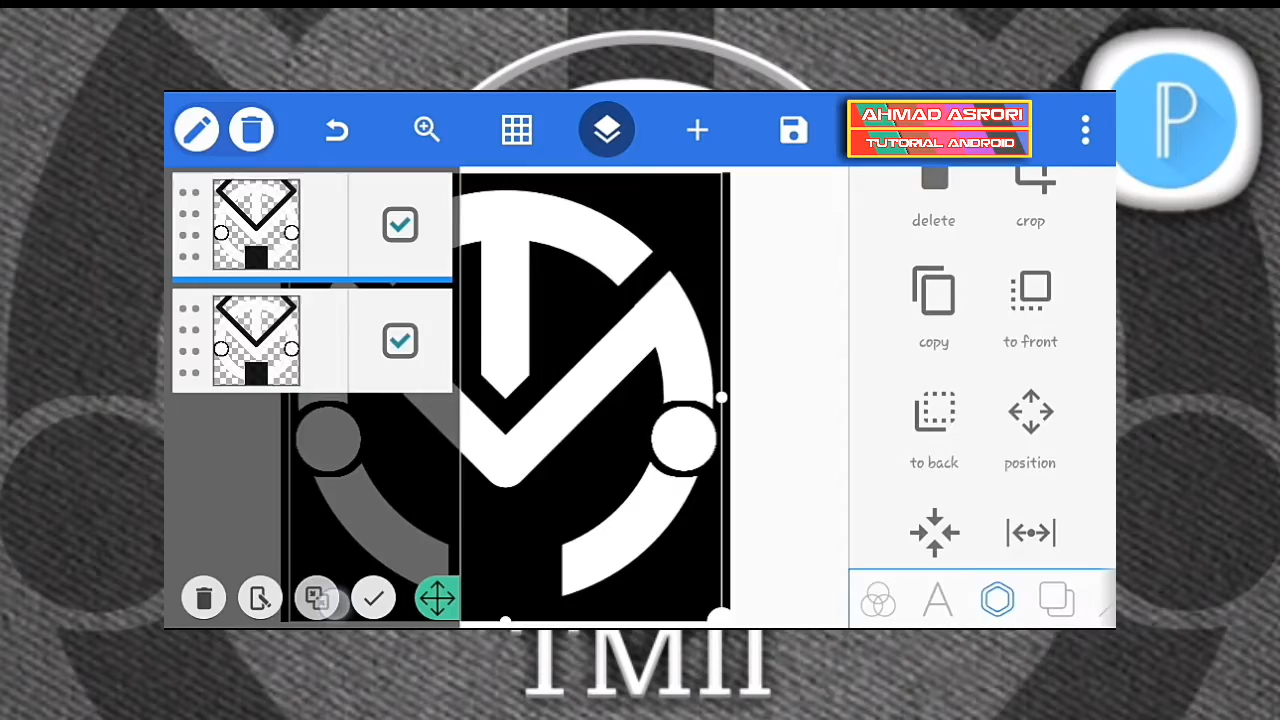 AHMAD ASRORI
TUTORIAL ANDROID
delete
crop
copy
to front
to back
position
TMII